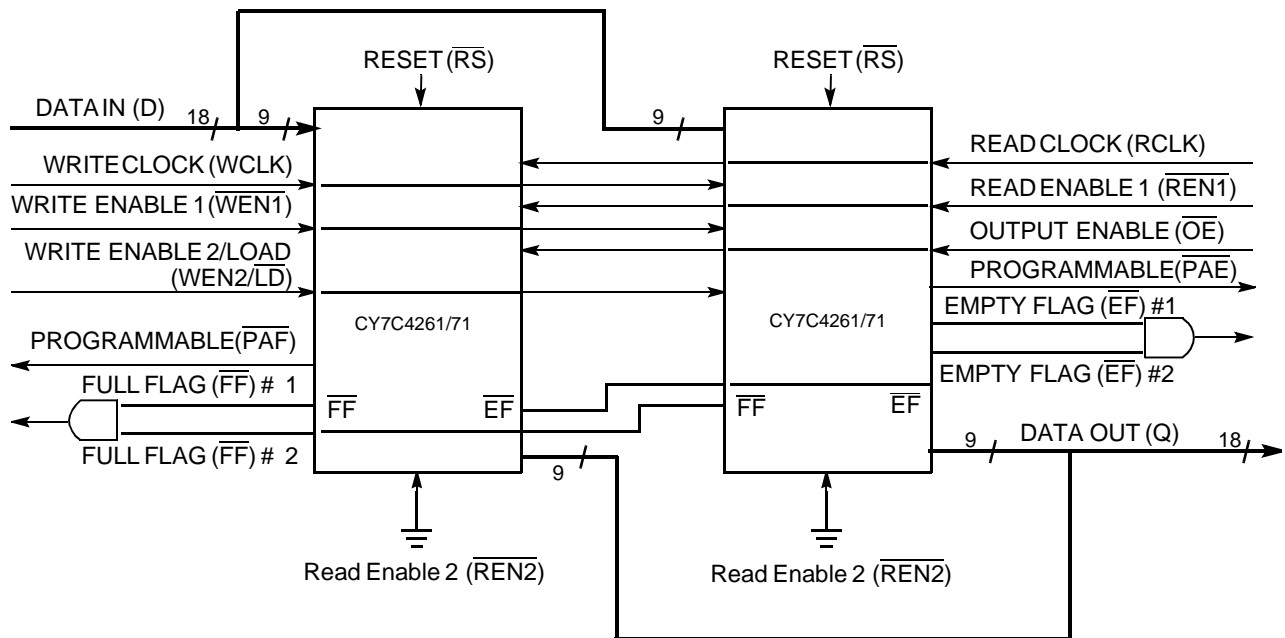 RESET (RS)
RESET (RS)
DATA IN (D)
18
9
9
WRITE CLOCK (WCLK)
READ CLOCK (RCLK)
WRITE ENABLE 1 (WEN1)
READ ENABLE 1 (REN1)
WRITE ENABLE 2/LOAD
(WEN2/LD)
OUTPUT ENABLE (OE)
PROGRAMMABLE (PAE)
CY7C4261/71
CY7C4261/71
EMPTY FLAG (EF) #1
PROGRAMMABLE (PAF)
EMPTY FLAG (EF) #2
FULL FLAG (FF) # 1
FF
EF
FF
EF
FULL FLAG (FF) # 2
9
9
DATA OUT (Q)
18
Read Enable 2 (REN2)
Read Enable 2 (REN2)